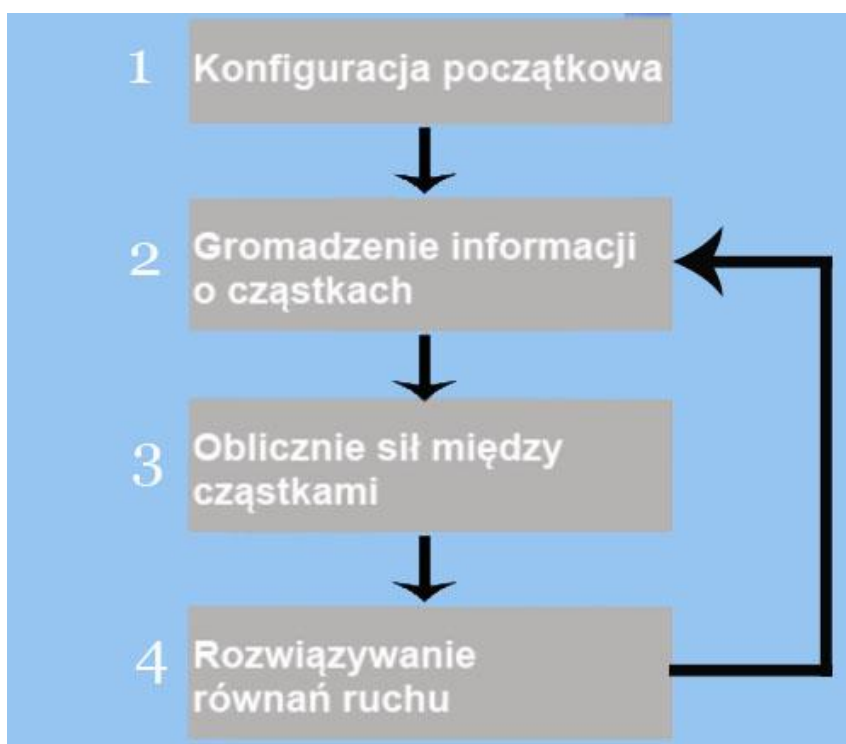 1 Konfiguracja początkowa
2 Gromadzenie informacji
o cząstkach
3 Oblicznie sił między
cząstkami
4 Rozwiązywanie
równań ruchu